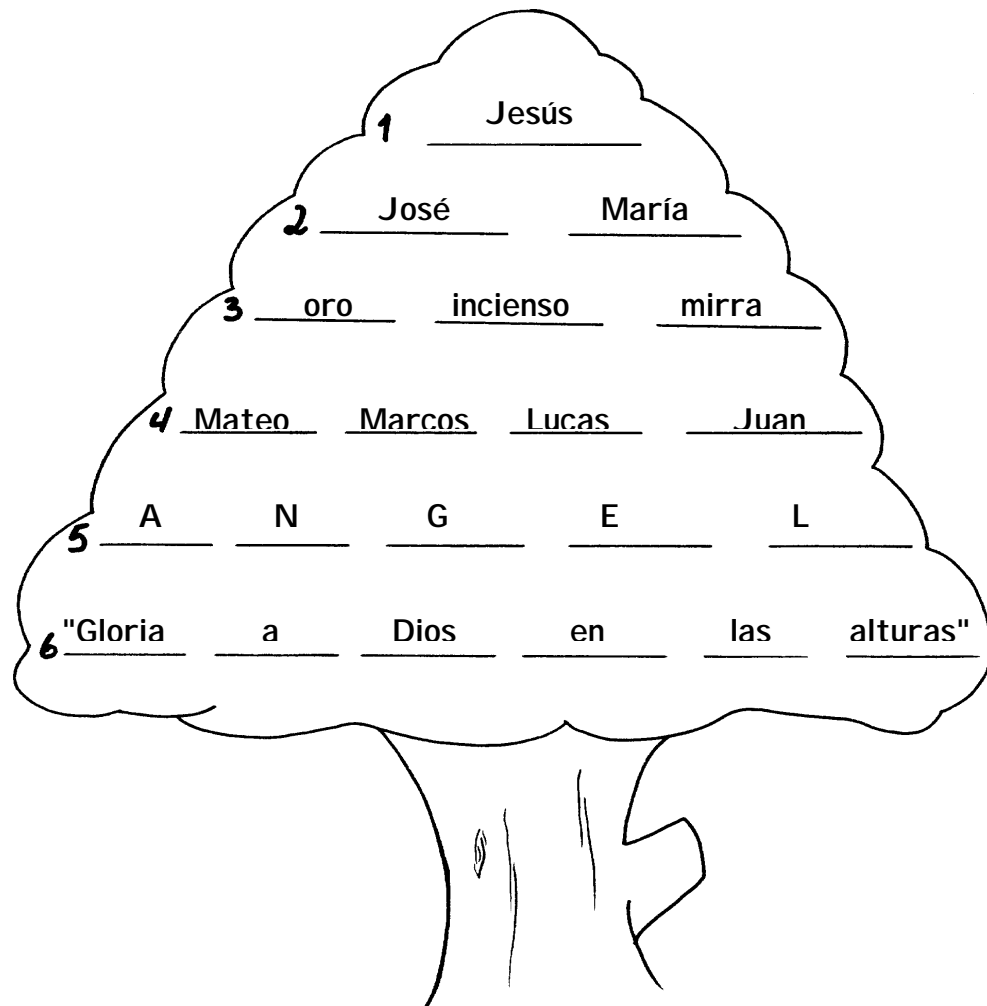 1 Jesús
2 José María
3 oro incienso mirra
4 Mateo Marcos Lucas Juan
5 A N G E L
6 "Gloria a Dios en las alturas"